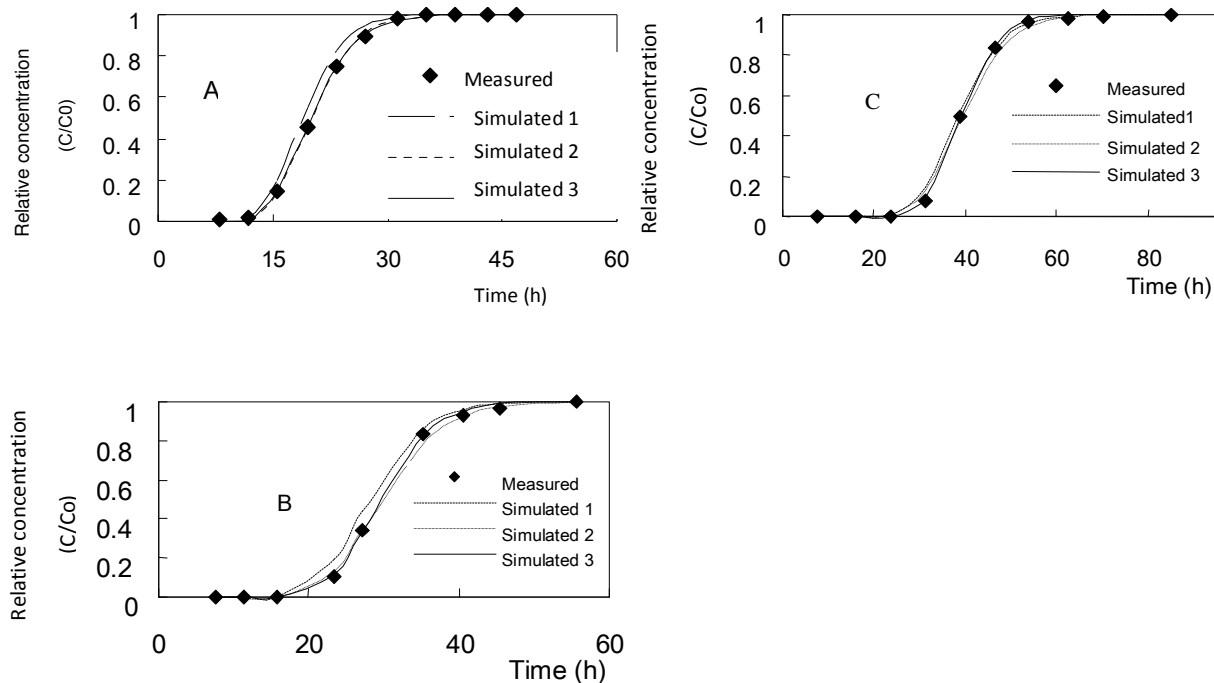 Relative concentration
(C/C0)
1
0.8
0.6
0.4
0. 2
0
0
15
30
45
60
Time (h)
A
Measured
Simulated 1
Simulated 2
Simulated 3
Relative concentration
(C/Co)
1
0.8
0.6
0.4
0.2
0
0
20
40
60
80
Time (h)
C
Measured
Simulated1
Simulated 2
Simulated 3
Relative concentration
(C/Co)
1
0.8
0.6
0.4
0.2
0
0
20
40
60
Time (h)
B
Measured
Simulated 1
Simulated 2
Simulated 3